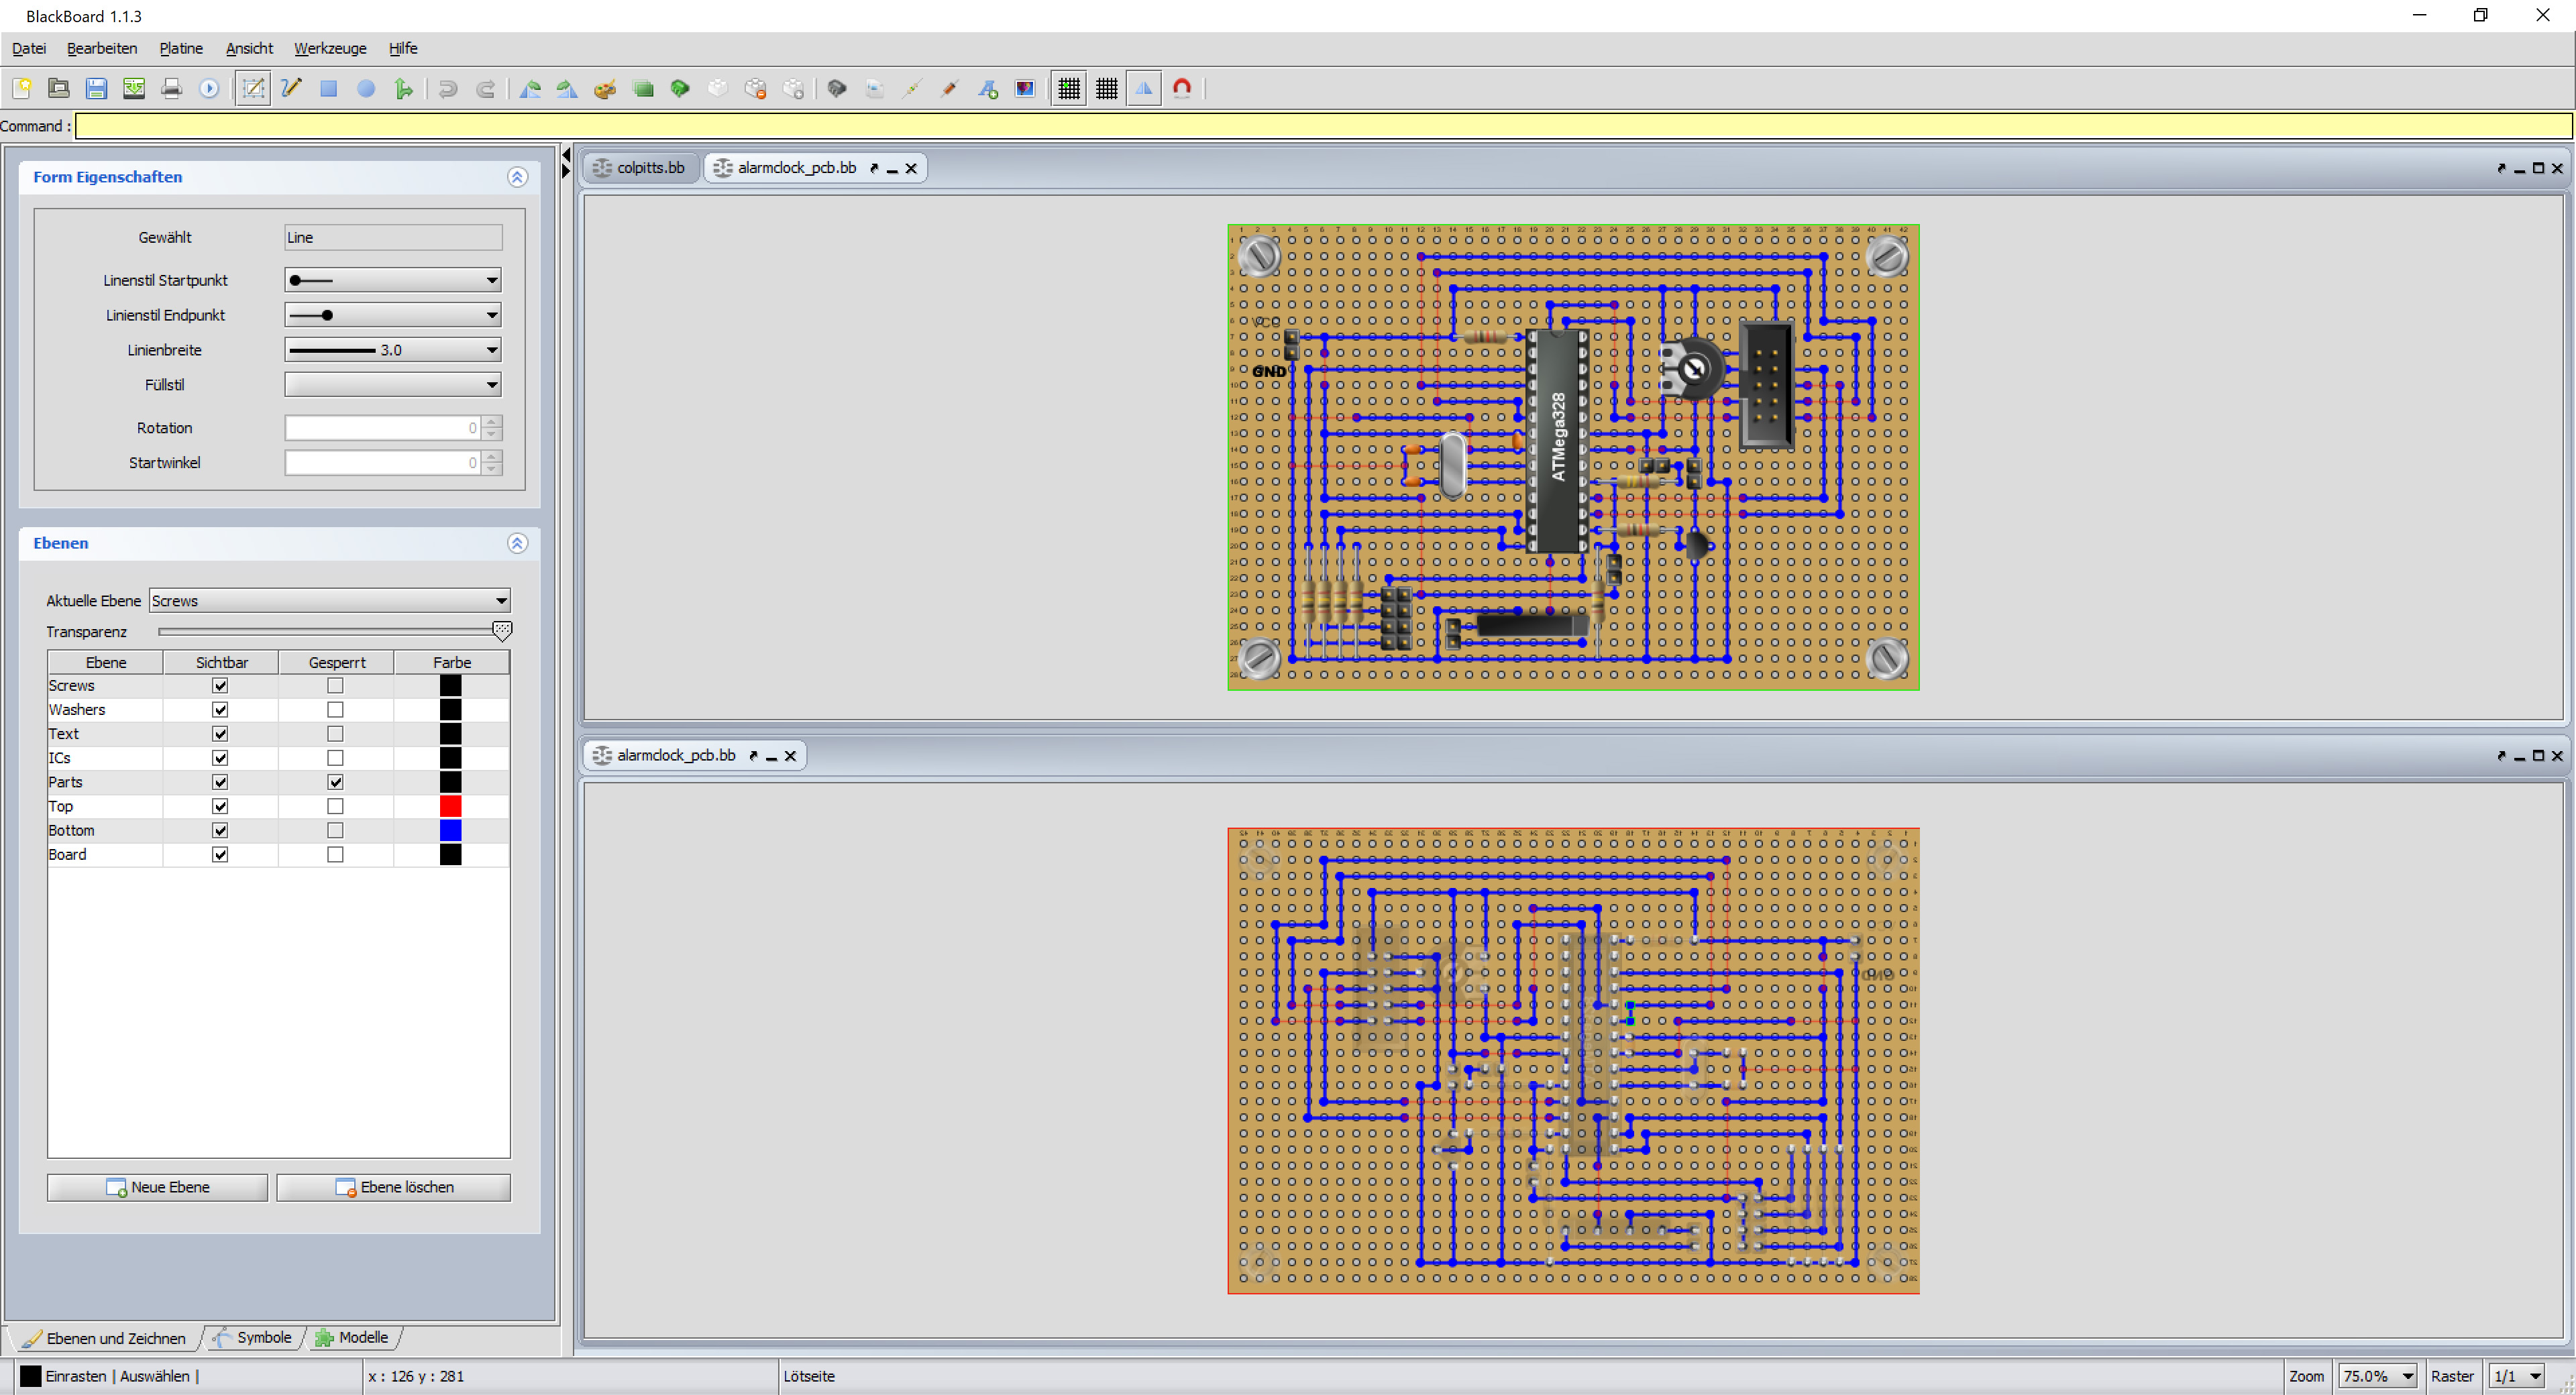 BlackBoard 1.1.3
Datei Bearbeiten Platine Ansicht Werkzeuge Hilfe
Command :
Form Eigenschaften
Gewählt Line
Linenstil Startpunkt
Linienstil Endpunkt
Linienbreite 3.0
Füllstil
Rotation 0
Startwinkel 0
Ebenen
Aktuelle Ebene Screws
Transparenz
Ebene Sichtbar Gesperrt Farbe
Screws
Washers
Text
ICs
Parts
Top
Bottom
Board
Neue Ebene Ebene löschen
Ebenen und Zeichnen Symbole Modelle
colpitts.bb alarmclock_pcb.bb
VCC
GND
ATMega328
alarmclock_pcb.bb
GND
Einrasten | Auswählen | x : 126 y : 281 Lötseite Zoom 75.0% Raster 1/1